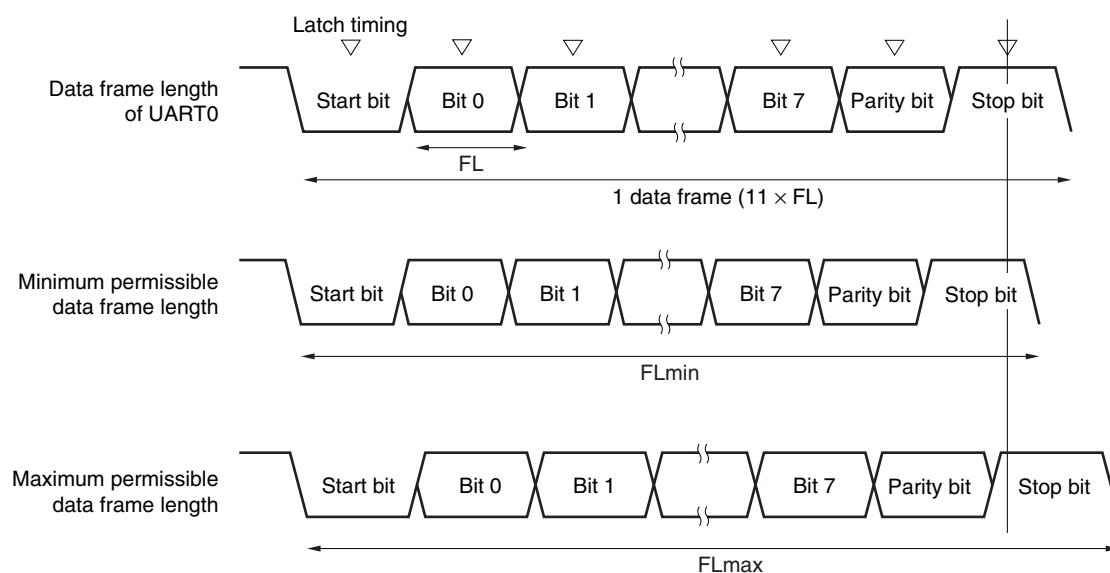 Latch timing
Data frame length
of UART0
Start bit
Bit 0
Bit 1
Bit 7
Parity bit
Stop bit
FL
1 data frame (11 × FL)
Minimum permissible
data frame length
Start bit
Bit 0
Bit 1
Bit 7
Parity bit
Stop bit
FLmin
Maximum permissible
data frame length
Start bit
Bit 0
Bit 1
Bit 7
Parity bit
Stop bit
FLmax